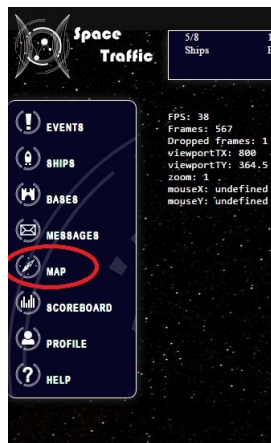 Space
Traffic
5/8
Ships
FPS: 38
Frames: 567
Dropped frames: 1
viewportTX: 800
viewportTY: 364.5
zoom: 1
mouseX: undefined
mouseY: undefined
EVENTS
SHIPS
BASES
MESSAGES
MAP
SCOREBOARD
PROFILE
HELP